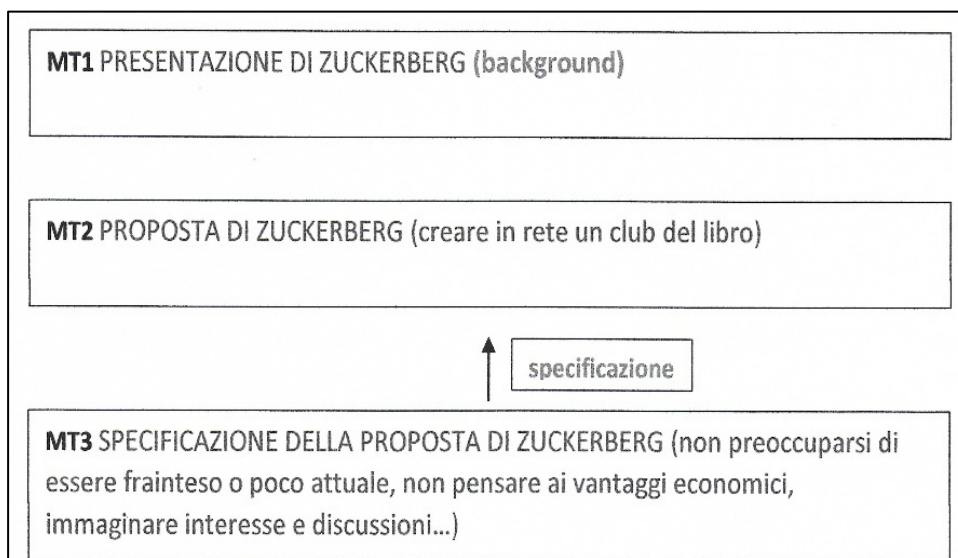 MT1 PRESENTAZIONE DI ZUCKERBERG (background)
MT2 PROPOSTA DI ZUCKERBERG (creare in rete un club del libro)
specificazione
MT3 SPECIFICAZIONE DELLA PROPOSTA DI ZUCKERBERG (non preoccuparsi di
essere frainteso o poco attuale, non pensare ai vantaggi economici,
immaginare interesse e discussioni...)